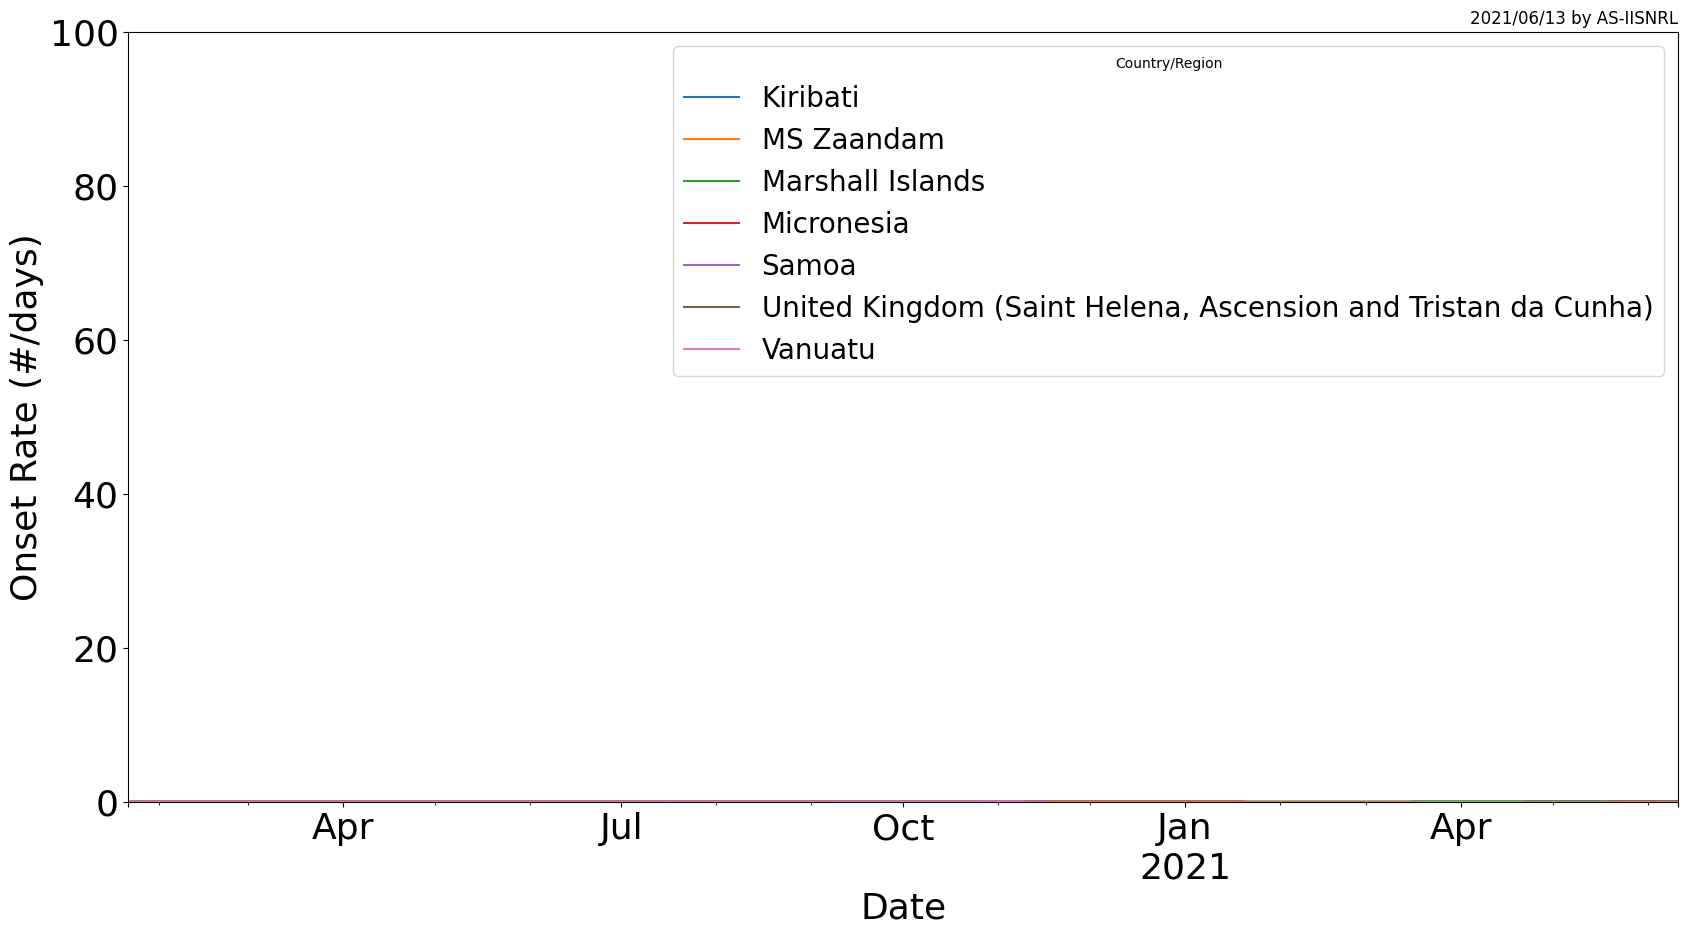 2021/06/13 by AS-IISNRL
Country/Region
Kiribati
MS Zaandam
Marshall Islands
Micronesia
Samoa
United Kingdom (Saint Helena, Ascension and Tristan da Cunha)
Vanuatu
Onset Rate (#/days)
100
80
60
40
20
0
Apr Jul Oct Jan Apr
2021
Date